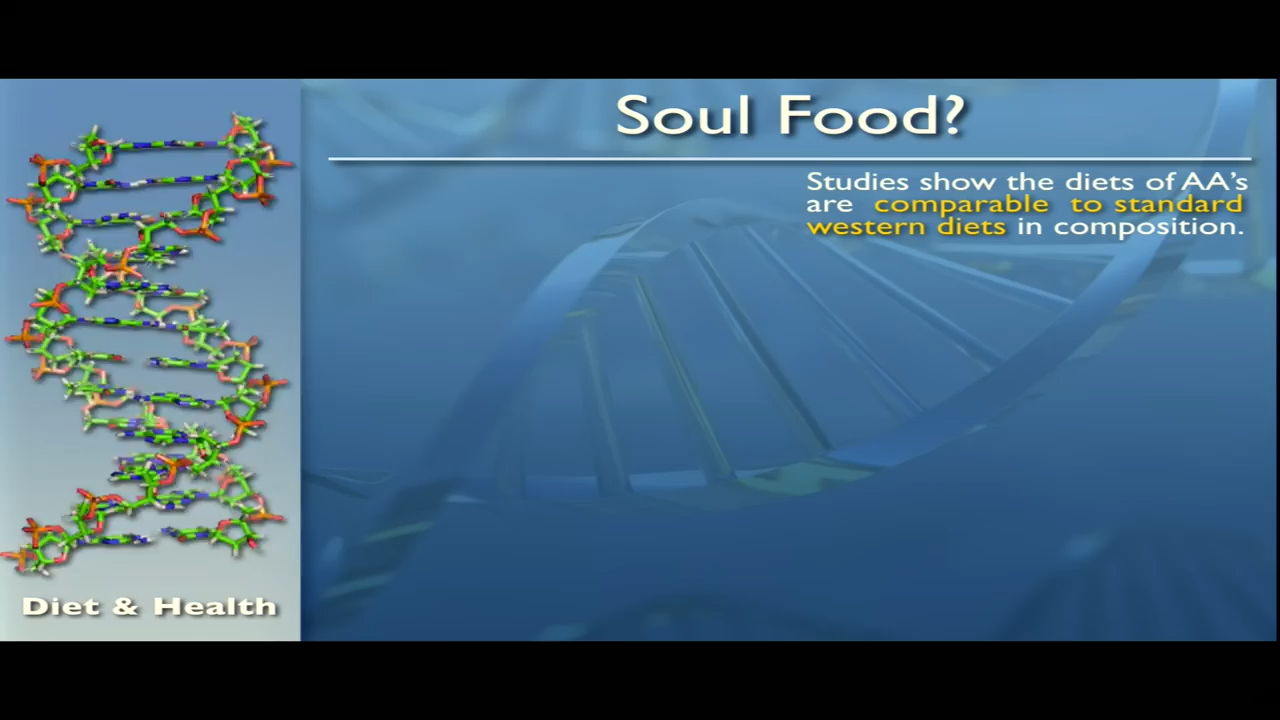 Soul Food?
Studies show the diets of AA's
are comparable to standard
western diets in composition.
Diet & Health